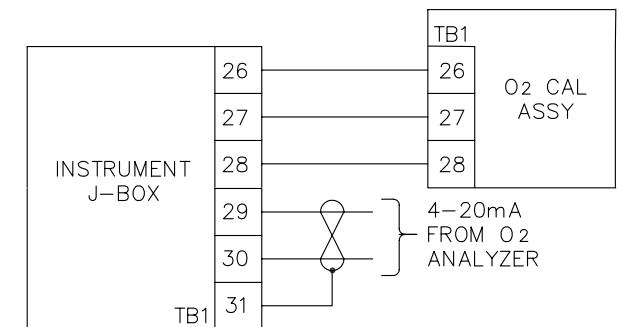 TB1
26
27
28
O2 CAL
ASSY
INSTRUMENT
J-BOX
26
27
28
29
30
31
TB1
4-20mA
FROM O2
ANALYZER